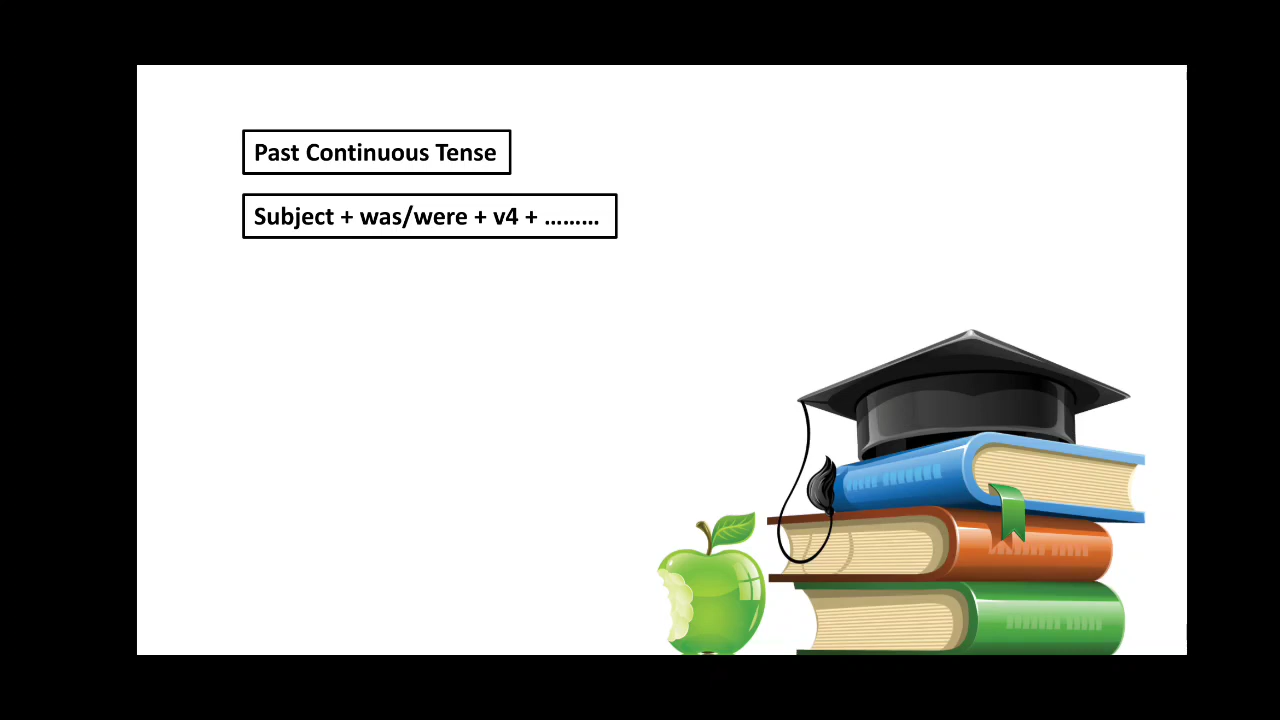 Past Continuous Tense
Subject + was/were + v4 + .........